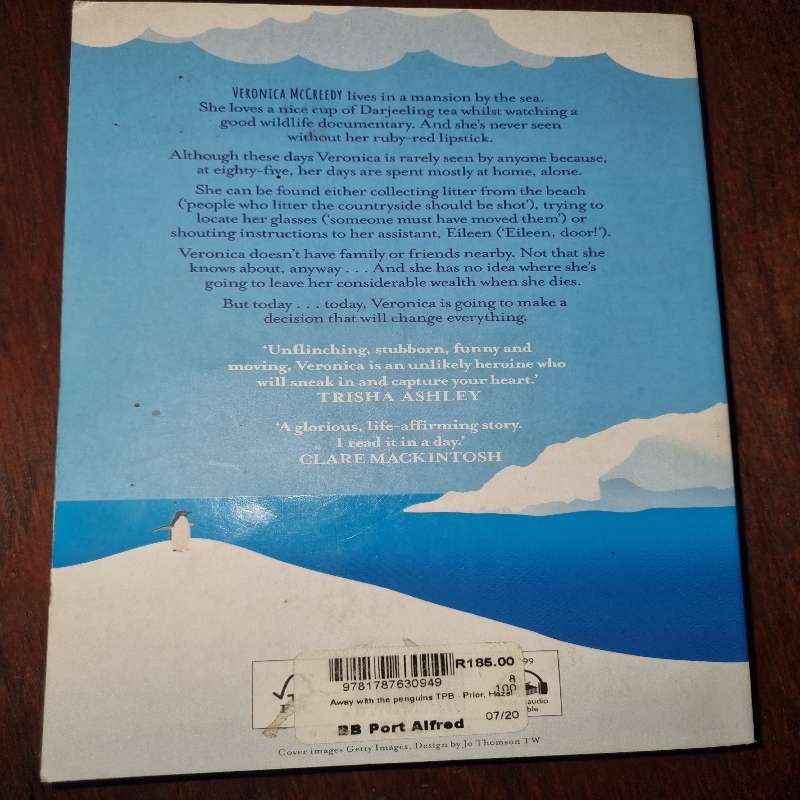 VERONICA McCREEDY lives in a mansion by the sea.
She loves a nice cup of Darjeeling tea whilst watching a
good wildlife documentary. And she's never seen
without her ruby-red lipstick.
Although these days Veronica is rarely seen by anyone because,
at eighty-five, her days are spent mostly at home, alone.
She can be found either collecting litter from the beach
('people who litter the countryside should be shot'), trying to
locate her glasses ('someone must have moved them') or
shouting instructions to her assistant, Eileen ('Eileen, door!').
Veronica doesn't have family or friends nearby. Not that she
knows about, anyway . . . And she has no idea where she's
going to leave her considerable wealth when she dies.
But today . . . today, Veronica is going to make a
decision that will change everything.
'Unflinching, stubborn, funny and
moving, Veronica is an unlikely heroine who
will sneak in and capture your heart.'
TRISHA ASHLEY
'A glorious, life-affirming story.
I read it in a day.'
CLARE MACKINTOSH
R185.00
99
9781787630949
8
100
Away with the penguins TPB - Prior, Hazel
audio
BB Port Alfred
07/20
Cover images Getty Images. Design by Jo Thomson TW